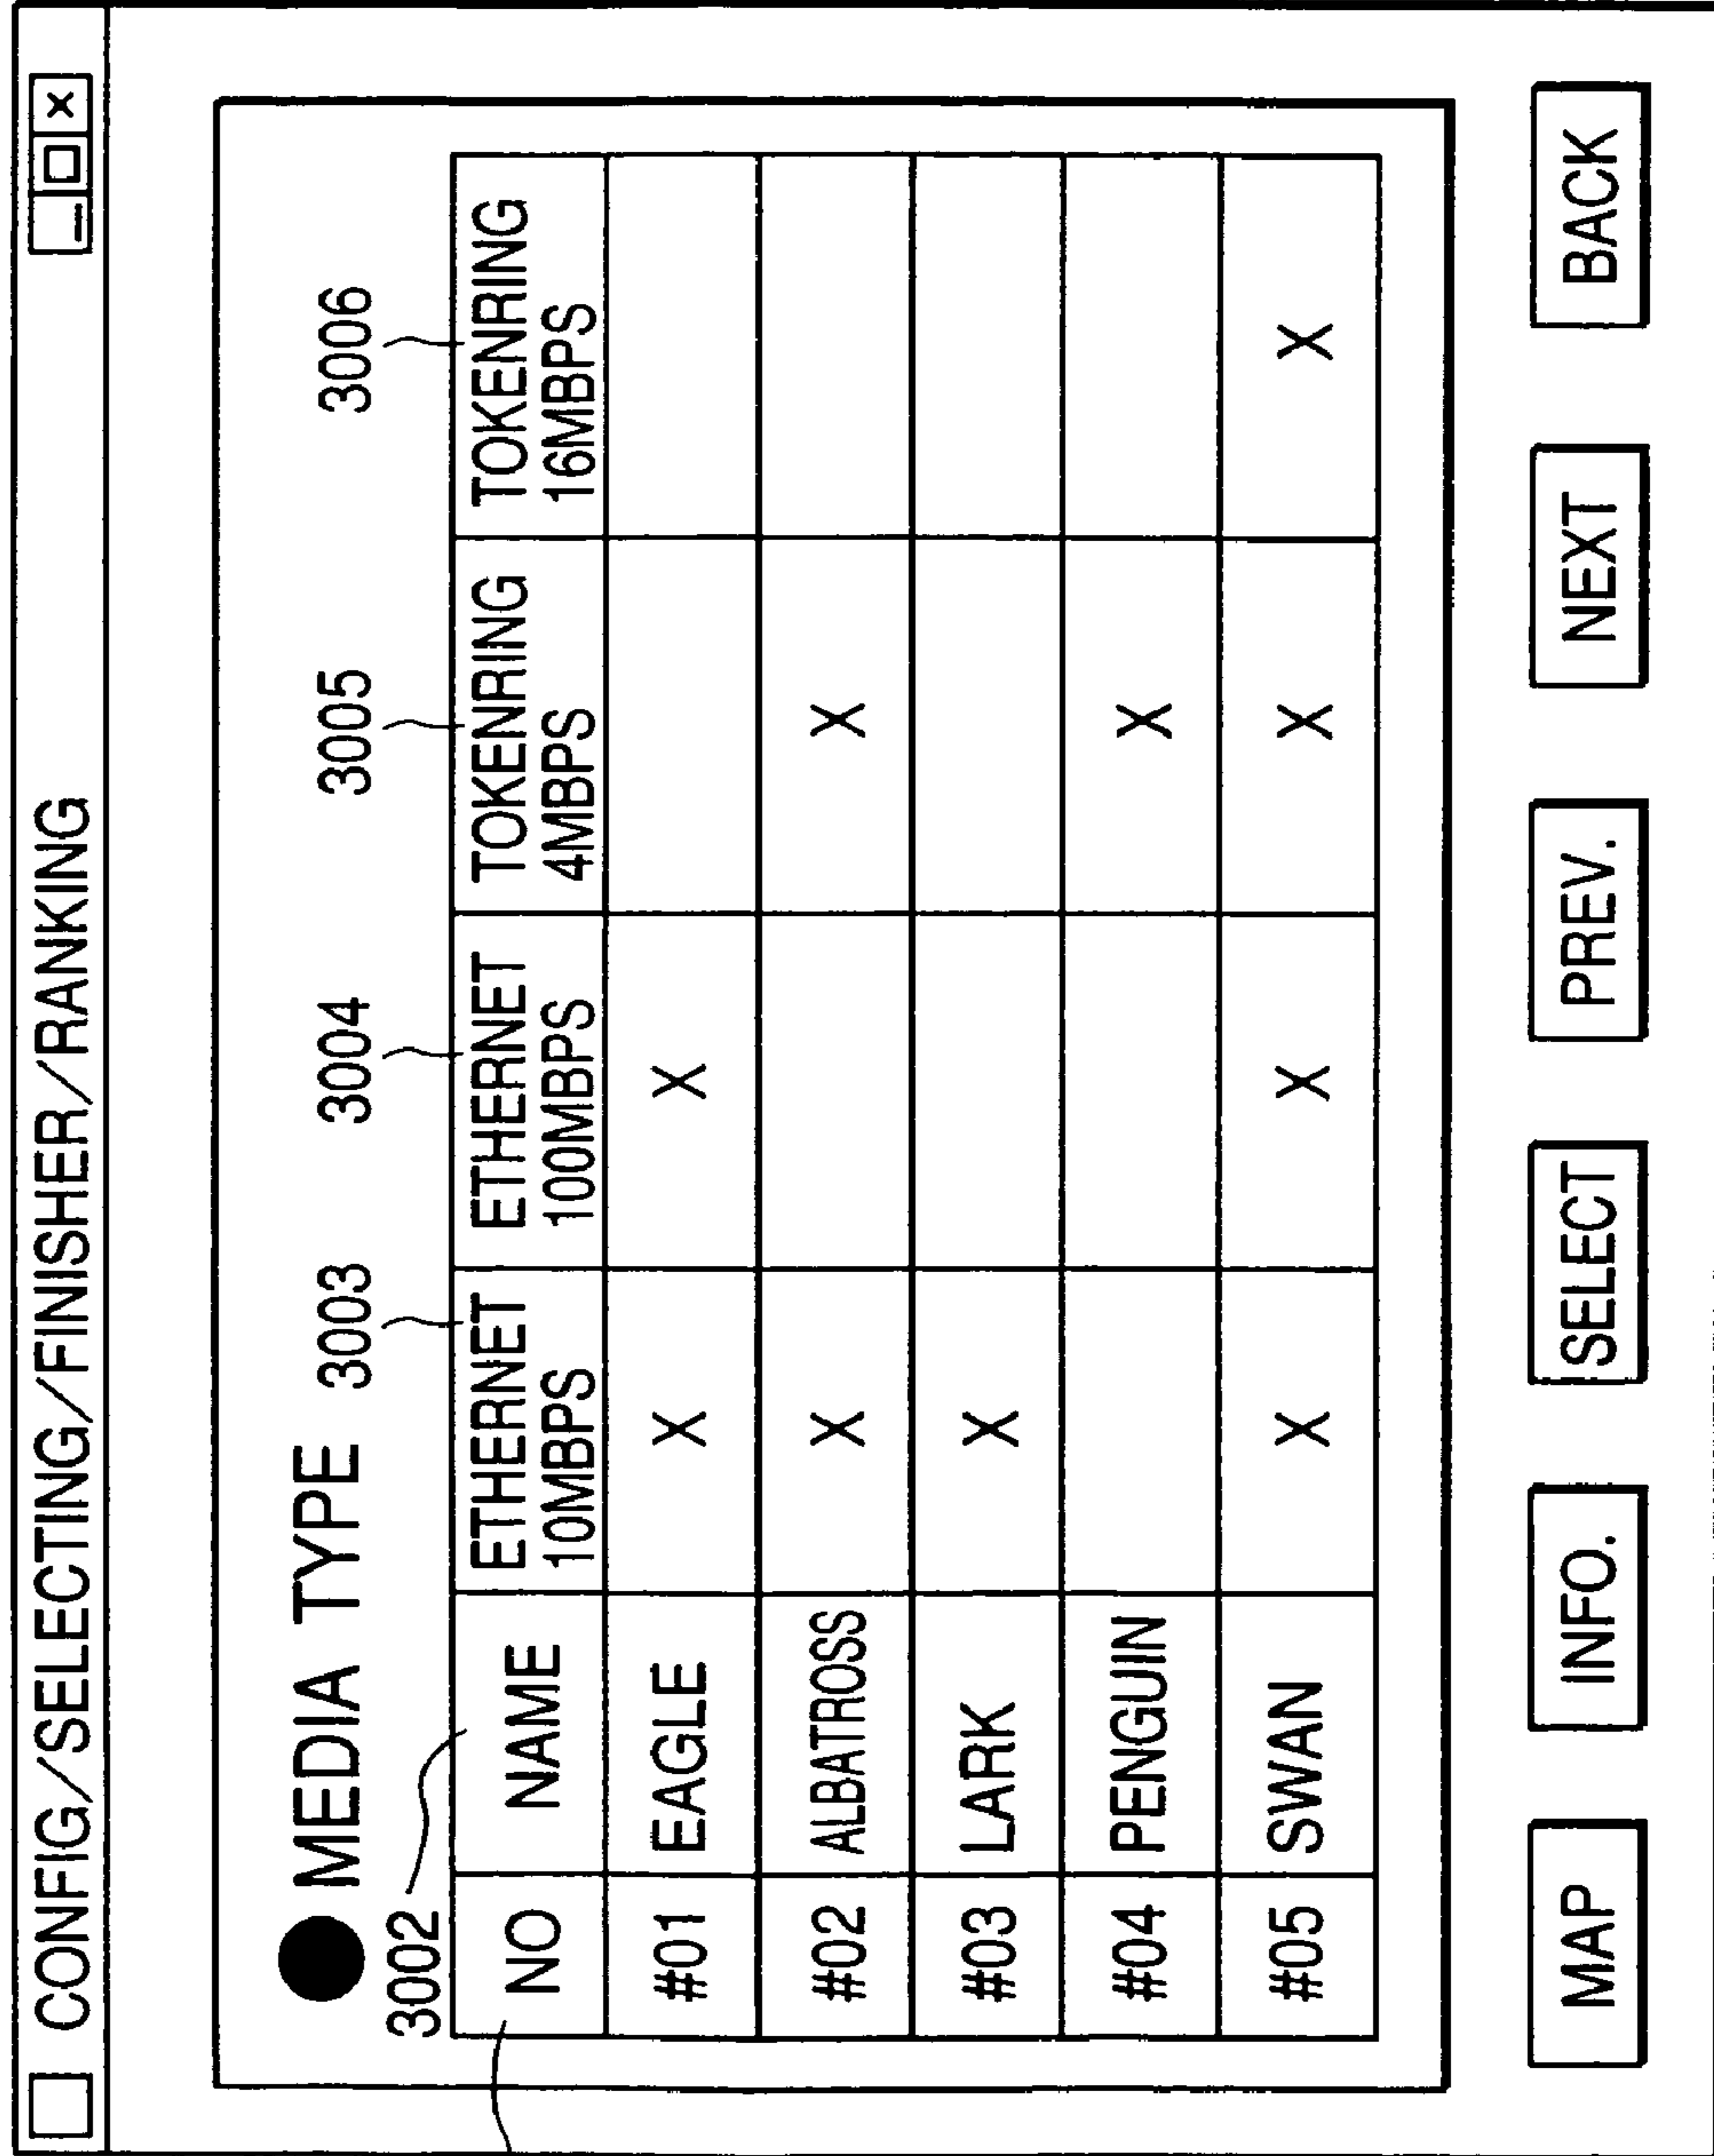 CONFIG/SELECTING/FINISHER/RANKING
MEDIA TYPE
3002 3003 3004 3005 3006
NO NAME ETHERNET 10MBPS ETHERNET 100MBPS TOKENRING 4MBPS TOKENRING 16MBPS
#01 EAGLE X X
#02 ALBATROSS X X
#03 LARK X
#04 PENGUIN X
#05 SWAN X X X X
MAP INFO. SELECT PREV. NEXT BACK